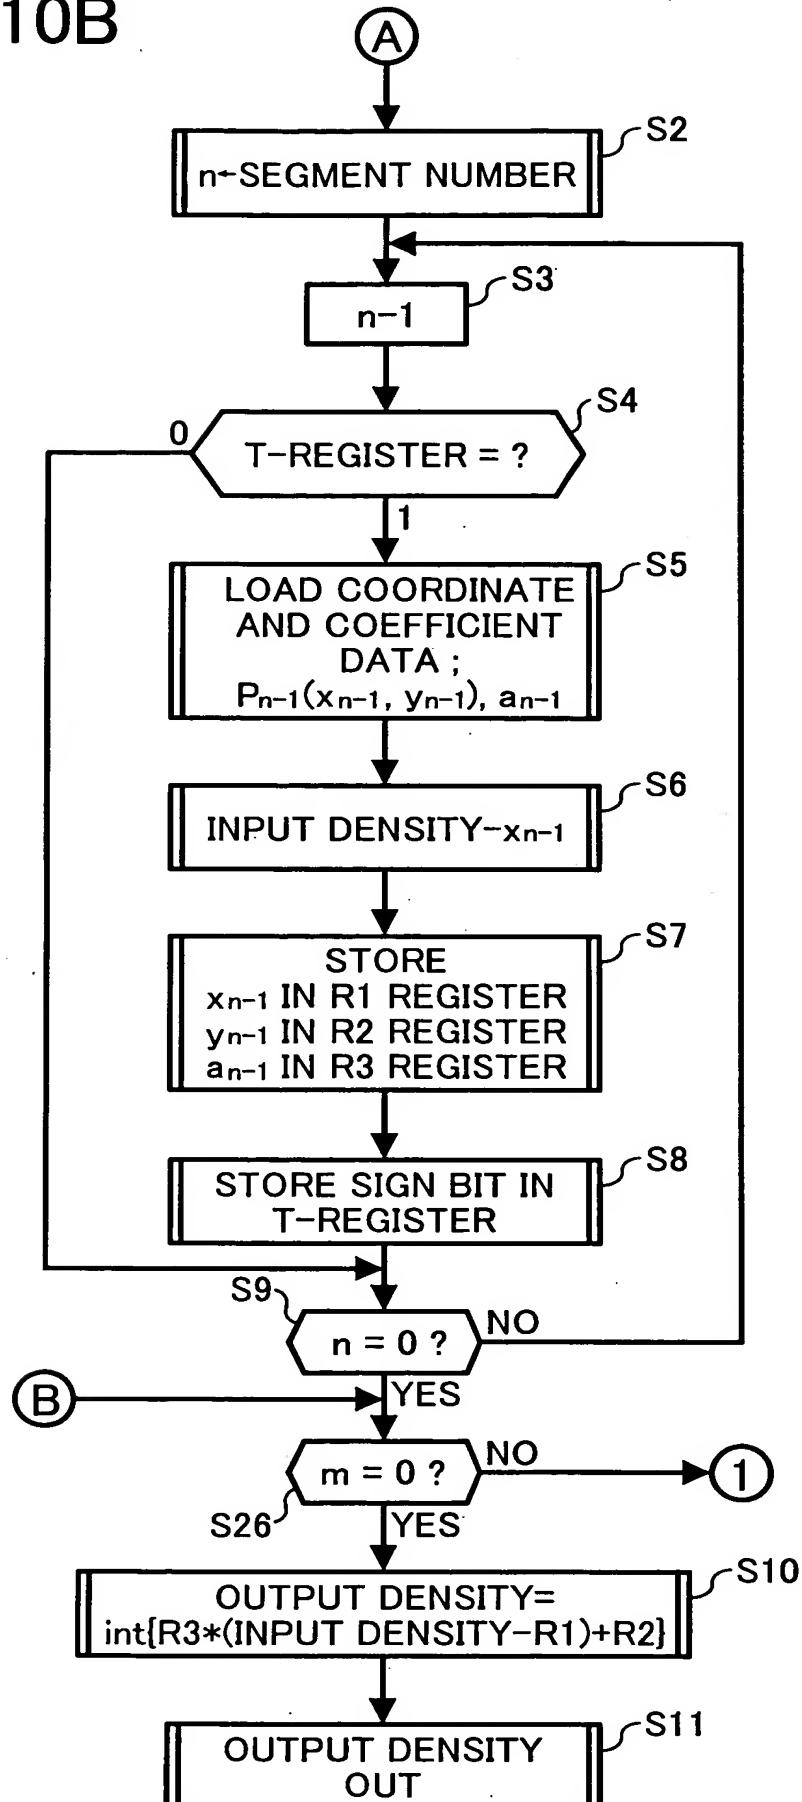 10B
A
S2
n←SEGMENT NUMBER
S3
n-1
S4
0
T-REGISTER = ?
1
S5
LOAD COORDINATE
AND COEFFICIENT
DATA ;
Pn-1(xn-1, yn-1), an-1
S6
INPUT DENSITY-xn-1
S7
STORE
xn-1 IN R1 REGISTER
yn-1 IN R2 REGISTER
an-1 IN R3 REGISTER
S8
STORE SIGN BIT IN
T-REGISTER
S9
n = 0 ?
NO
B
YES
m = 0 ?
NO
1
S26
YES
S10
OUTPUT DENSITY=
int{R3*(INPUT DENSITY-R1)+R2}
S11
OUTPUT DENSITY
OUT